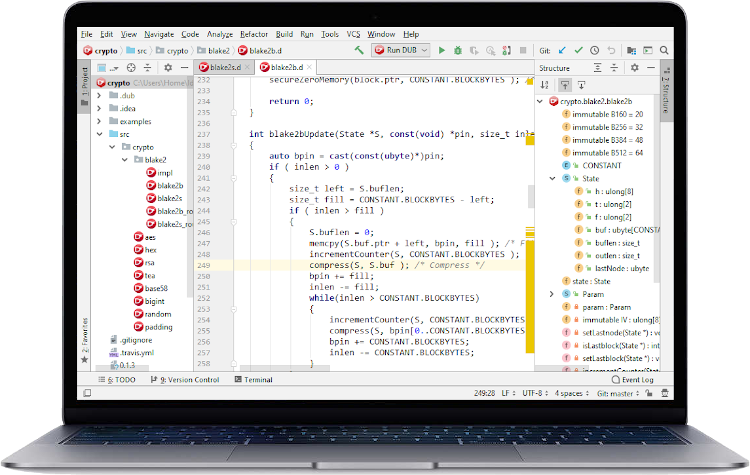 File Edit View Navigate Code Analyze Refactor Build Run Tools VCS Window Help
crypto src crypto blake2 blake2b.d Run DUB Git:
1: Project
... blake2s.d blake2b.d Structure
7: Structure
crypto C:\Users\Home\
.dub
.idea
examples
src
crypto
blake2
impl
blake2b
blake2s
blake2b_ro
blake2s_ros
aes
hex
rsa
tea
base58
bigint
random
padding
.gitignore
.travis.yml
0.1.3
2: Favorites
232 secureZeroMemory(block.ptr, CONSTANT.BLOCKBYTES ); /
233
234 return 0;
235 }
236
237 int blake2bUpdate(State *S, const(void) *pin, size_t inle
238 {
239 auto bpin = cast(const(ubyte)*)pin;
240 if ( inlen > 0 )
241 {
242 size_t left = S.buflen;
243 size_t fill = CONSTANT.BLOCKBYTES - left;
244 if ( inlen > fill )
245 {
246 S.buflen = 0;
247 memcpy(S.buf.ptr + left, bpin, fill ); /* F
248 incrementCounter(S, CONSTANT.BLOCKBYTES );
249 compress(S, S.buf ); /* Compress */
250 bpin += fill;
251 inlen -= fill;
252 while(inlen > CONSTANT.BLOCKBYTES)
253 {
254 incrementCounter(S, CONSTANT.BLOCKBYTES
255 compress(S, bpin[0..CONSTANT.BLOCKBYTES
256 bpin += CONSTANT.BLOCKBYTES;
257 inlen -= CONSTANT.BLOCKBYTES;
258 }
crypto.blake2.blake2b
immutable B160 = 20
immutable B256 = 32
immutable B384 = 48
immutable B512 = 64
CONSTANT
State
h : ulong[8]
t : ulong[2]
f : ulong[2]
buf : ubyte[CONST
buflen : size_t
outlen : size_t
lastNode : ubyte
state : State
Param
param : Param
immutable IV : ulong[8]
setLastnode(State *) : vo
isLastblock(State *) : int
setLastBlock(State *) : v
incrementCounter(State
6: TODO 9: Version Control Terminal Event Log
249:28 LF UTF-8 4 spaces Git: master